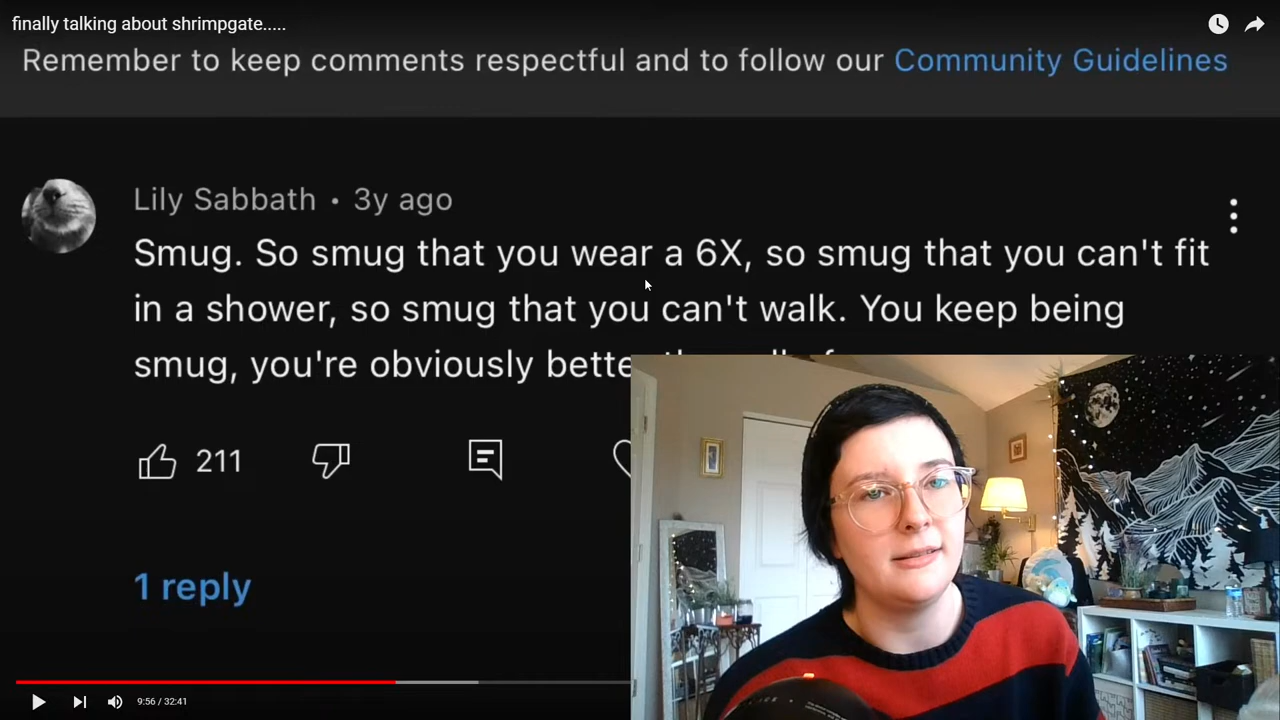 finally talking about shrimpgate.....
Remember to keep comments respectful and to follow our Community Guidelines
Lily Sabbath • 3y ago
Smug. So smug that you wear a 6X, so smug that you can't fit
in a shower, so smug that you can't walk. You keep being
smug, you're obviously
211
1 reply
9:56 / 32:41